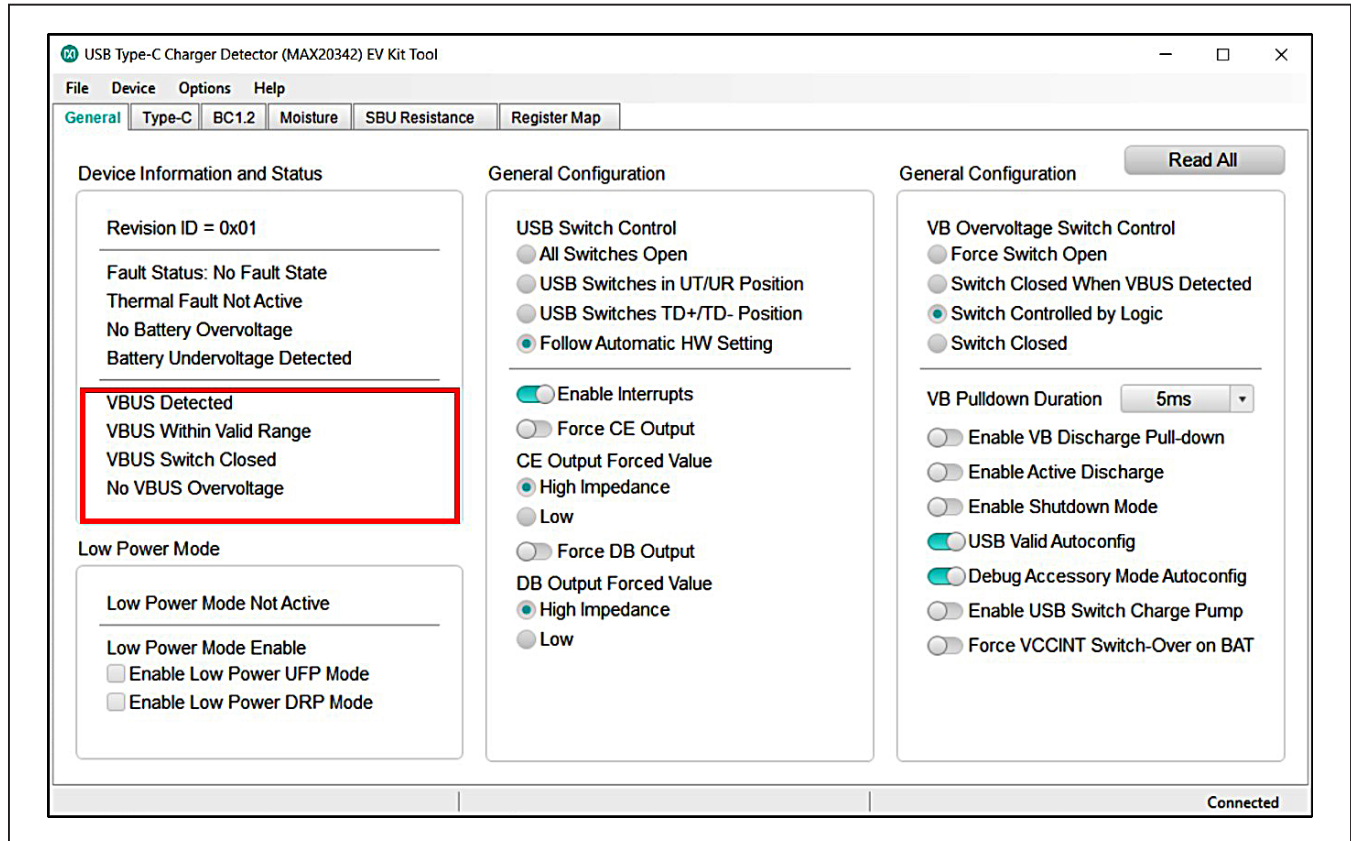 USB Type-C Charger Detector (MAX20342) EV Kit Tool
File Device Options Help
General Type-C BC1.2 Moisture SBU Resistance Register Map
Read All
Device Information and Status
Revision ID = 0x01
Fault Status: No Fault State
Thermal Fault Not Active
No Battery Overvoltage
Battery Undervoltage Detected
VBUS Detected
VBUS Within Valid Range
VBUS Switch Closed
No VBUS Overvoltage
Low Power Mode
Low Power Mode Not Active
Low Power Mode Enable
Enable Low Power UFP Mode
Enable Low Power DRP Mode
General Configuration
USB Switch Control
All Switches Open
USB Switches in UT/UR Position
USB Switches TD+/TD- Position
Follow Automatic HW Setting
Enable Interrupts
Force CE Output
CE Output Forced Value
High Impedance
Low
Force DB Output
DB Output Forced Value
High Impedance
Low
General Configuration
VB Overvoltage Switch Control
Force Switch Open
Switch Closed When VBUS Detected
Switch Controlled by Logic
Switch Closed
VB Pulldown Duration 5ms
Enable VB Discharge Pull-down
Enable Active Discharge
Enable Shutdown Mode
USB Valid Autoconfig
Debug Accessory Mode Autoconfig
Enable USB Switch Charge Pump
Force VCCINT Switch-Over on BAT
Connected